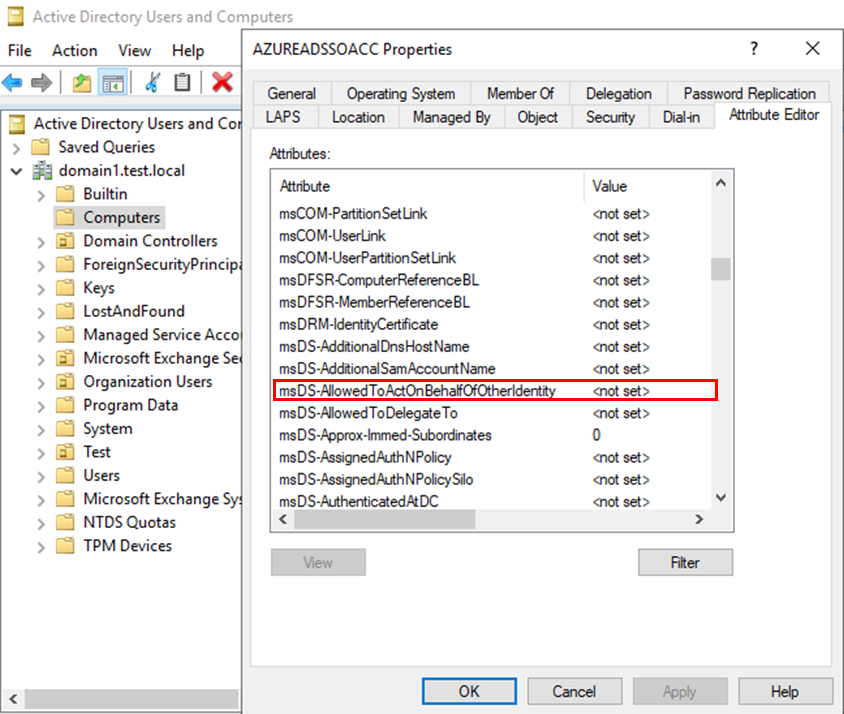 Active Directory Users and Computers
File Action View Help
Active Directory Users and Cor
Saved Queries
domain1.test.local
Builtin
Computers
Domain Controllers
ForeignSecurityPrincipa
Keys
LostAndFound
Managed Service Acco
Microsoft Exchange Sec
Organization Users
Program Data
System
Test
Users
Microsoft Exchange Sys
NTDS Quotas
TPM Devices
AZUREADSSOACC Properties
?
General Operating System Member Of Delegation Password Replication
LAPS Location Managed By Object Security Dial-in Attribute Editor
Attributes:
Attribute Value
msCOM-PartitionSetLink <not set>
msCOM-UserLink <not set>
msCOM-UserPartitionSetLink <not set>
msDFSR-ComputerReferenceBL <not set>
msDFSR-MemberReferenceBL <not set>
msDRM-IdentityCertificate <not set>
msDS-AdditionalDnsHostName <not set>
msDS-AdditionalSamAccountName <not set>
msDS-AllowedToActOnBehalfOfOtherIdentity <not set>
msDS-AllowedToDelegateTo <not set>
msDS-Approx-Immed-Subordinates 0
msDS-AssignedAuthNPolicy <not set>
msDS-AssignedAuthNPolicySilo <not set>
msDS-AuthenticatedAtDC <not set>
View Filter
OK Cancel Apply Help